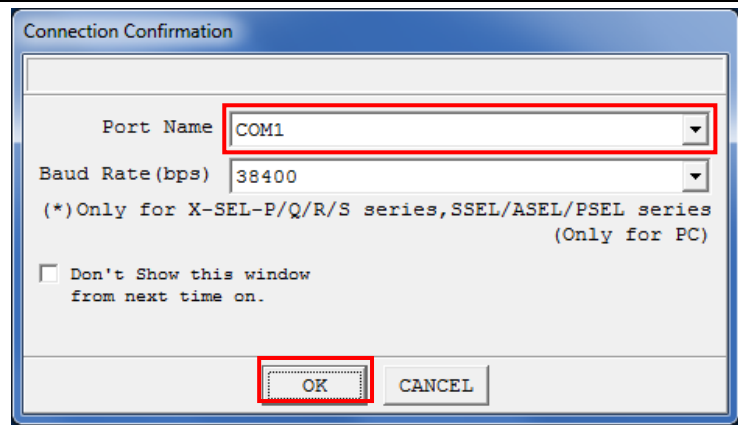 Connection Confirmation
Port Name COM1
Baud Rate(bps) 38400
(*)Only for X-SEL-P/Q/R/S series,SSEL/ASEL/PSEL series
(Only for PC)
Don't Show this window
from next time on.
OK CANCEL